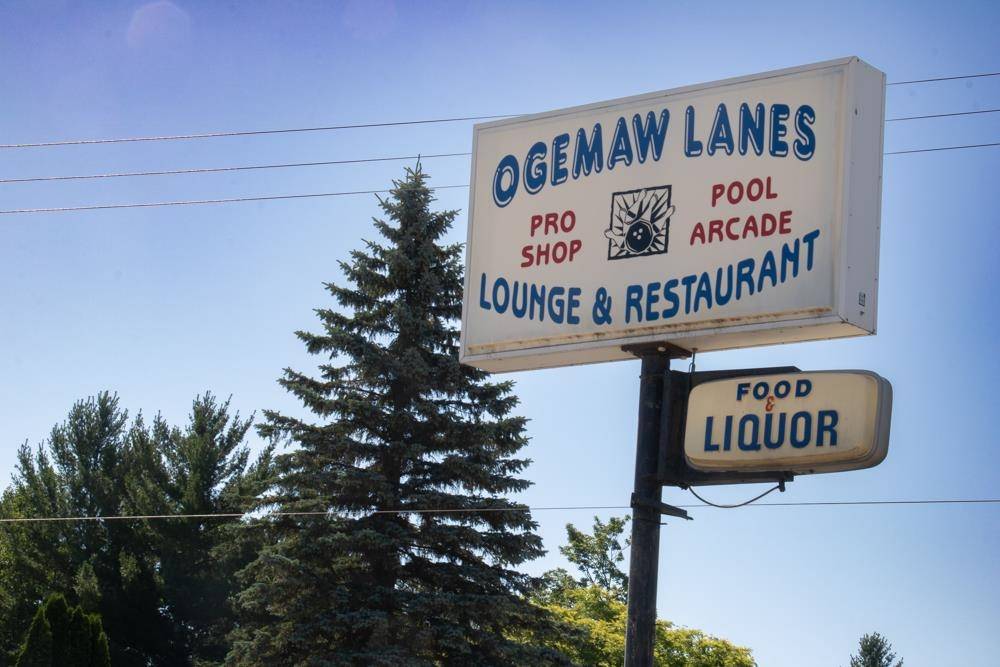 OGEMAW LANES
PRO
SHOP
POOL
ARCADE
LOUNGE & RESTAURANT
FOOD
&
LIQUOR